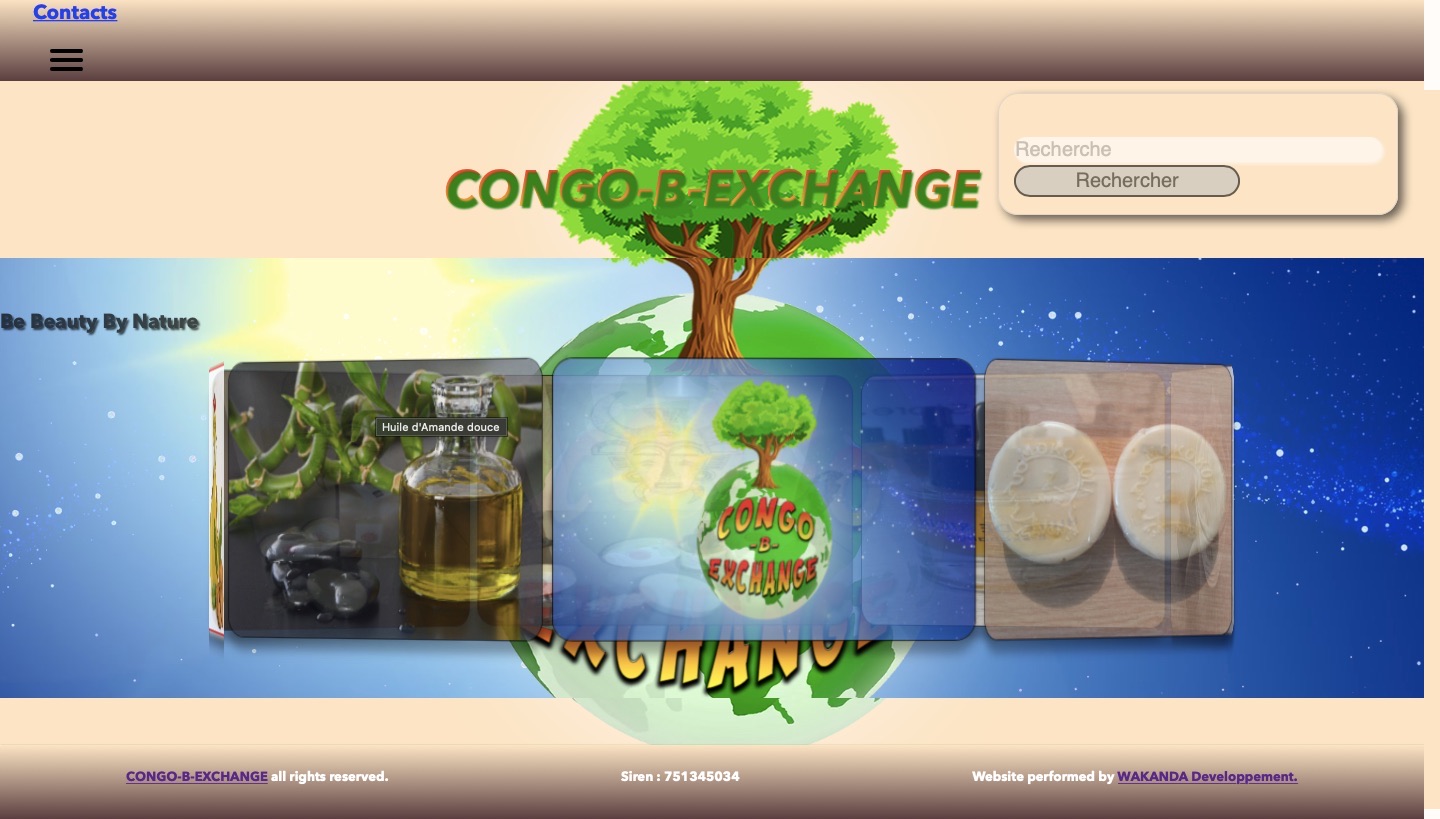 Contacts
CONGO-B-EXCHANGE
Recherche
Rechercher
Be Beauty By Nature
Huile d'Amande douce
CONGO
-B-
EXCHANGE
EXCHANGE
CONGO-B-EXCHANGE all rights reserved.
Siren : 751345034
Website performed by WAKANDA Developpement.